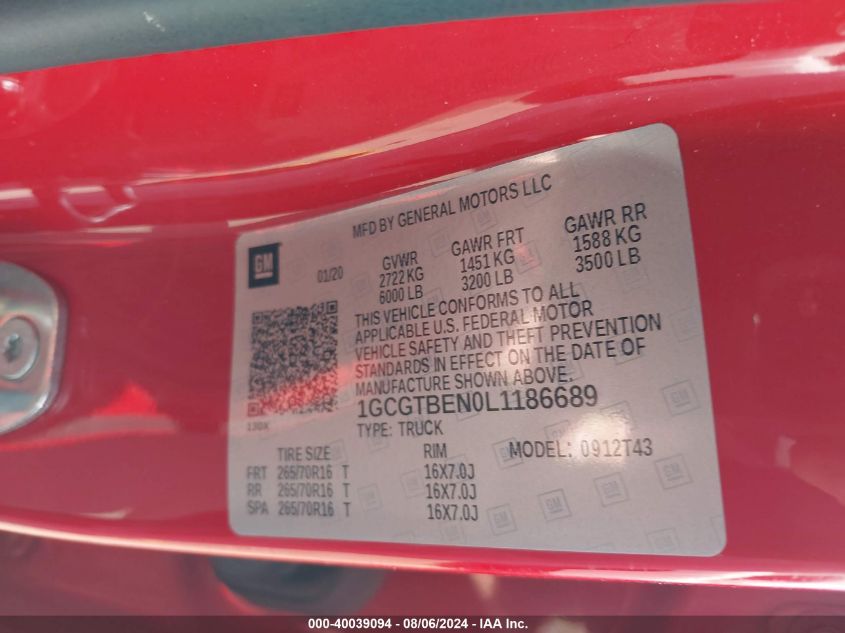 MFD BY GENERAL MOTORS LLC
GM
01/20
GVWR GAWR FRT GAWR RR
2722 KG 1451 KG 1588 KG
6000 LB 3200 LB 3500 LB
THIS VEHICLE CONFORMS TO ALL
APPLICABLE U.S. FEDERAL MOTOR
VEHICLE SAFETY AND THEFT PREVENTION
STANDARDS IN EFFECT ON THE DATE OF
MANUFACTURE SHOWN ABOVE.
1GCGTBEN0L1186689
130X
TYPE: TRUCK
TIRE SIZE RIM MODEL: 0912T43
FRT 265/70R16 T 16X7.0J
RR 265/70R16 T 16X7.0J
SPA 265/70R16 T 16X7.0J
000-40039094 - 08/06/2024 - IAA Inc.